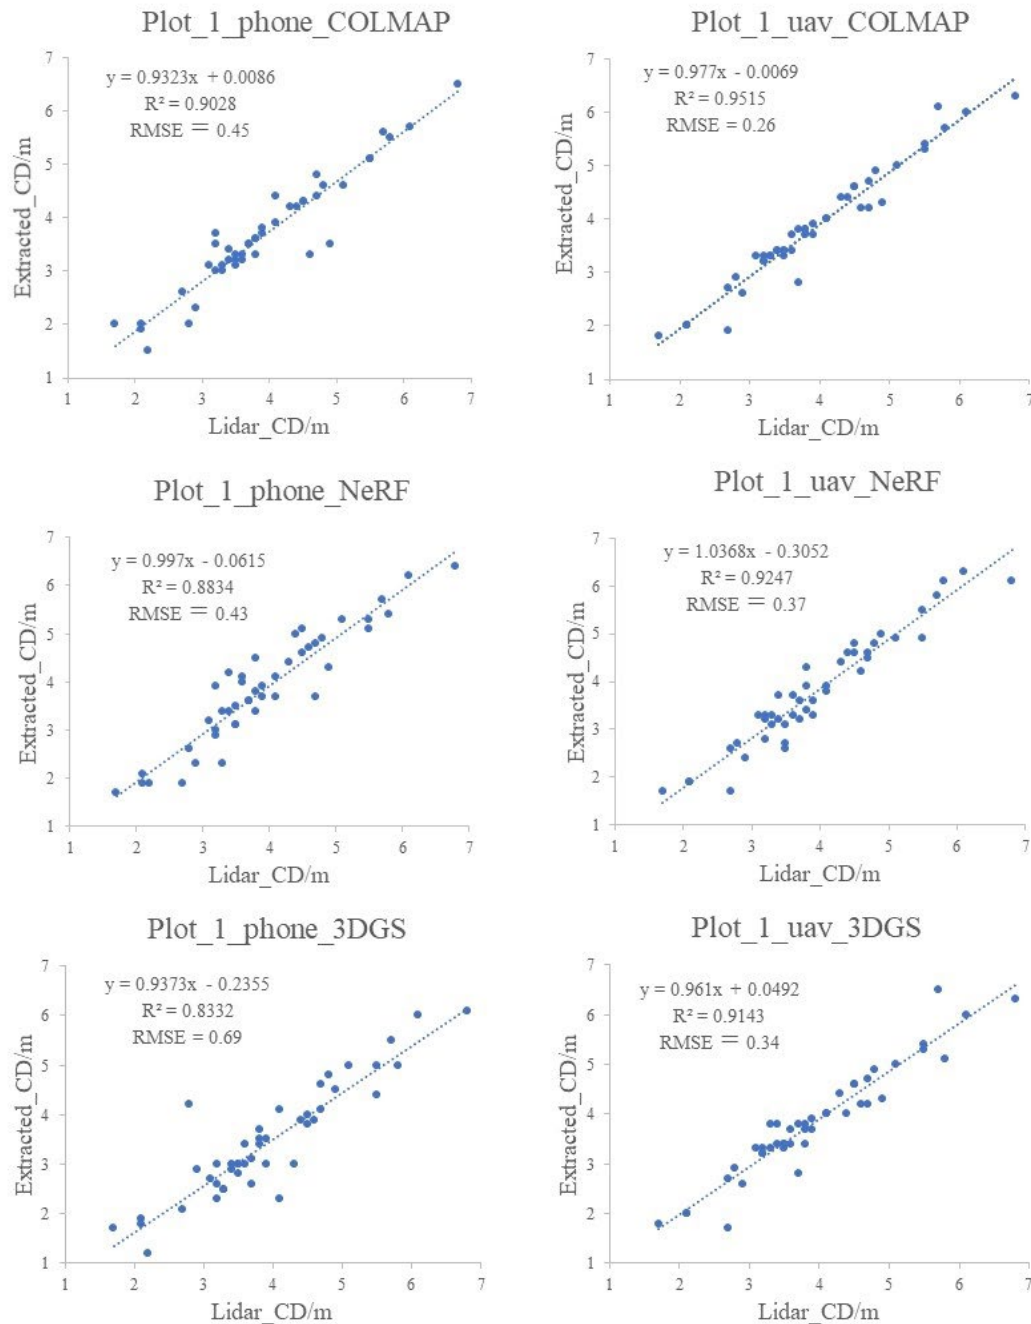 Plot_1_phone_COLMAP
y = 0.9323x + 0.0086
R² = 0.9028
RMSE = 0.45
Extracted_CD/m
7
6
5
4
3
2
1
1 2 3 4 5 6 7
Lidar_CD/m
Plot_1_uav_COLMAP
y = 0.977x - 0.0069
R² = 0.9515
RMSE = 0.26
Extracted_CD/m
7
6
5
4
3
2
1
1 2 3 4 5 6 7
Lidar_CD/m
Plot_1_phone_NeRF
y = 0.997x - 0.0615
R² = 0.8834
RMSE = 0.43
Extracted_CD/m
7
6
5
4
3
2
1
1 2 3 4 5 6 7
Lidar_CD/m
Plot_1_uav_NeRF
y = 1.0368x - 0.3052
R² = 0.9247
RMSE = 0.37
Extracted_CD/m
7
6
5
4
3
2
1
1 2 3 4 5 6 7
Lidar_CD/m
Plot_1_phone_3DGS
y = 0.9373x - 0.2355
R² = 0.8332
RMSE = 0.69
Extracted_CD/m
7
6
5
4
3
2
1
1 2 3 4 5 6 7
Lidar_CD/m
Plot_1_uav_3DGS
y = 0.961x + 0.0492
R² = 0.9143
RMSE = 0.34
Extracted_CD/m
7
6
5
4
3
2
1
1 2 3 4 5 6 7
Lidar_CD/m